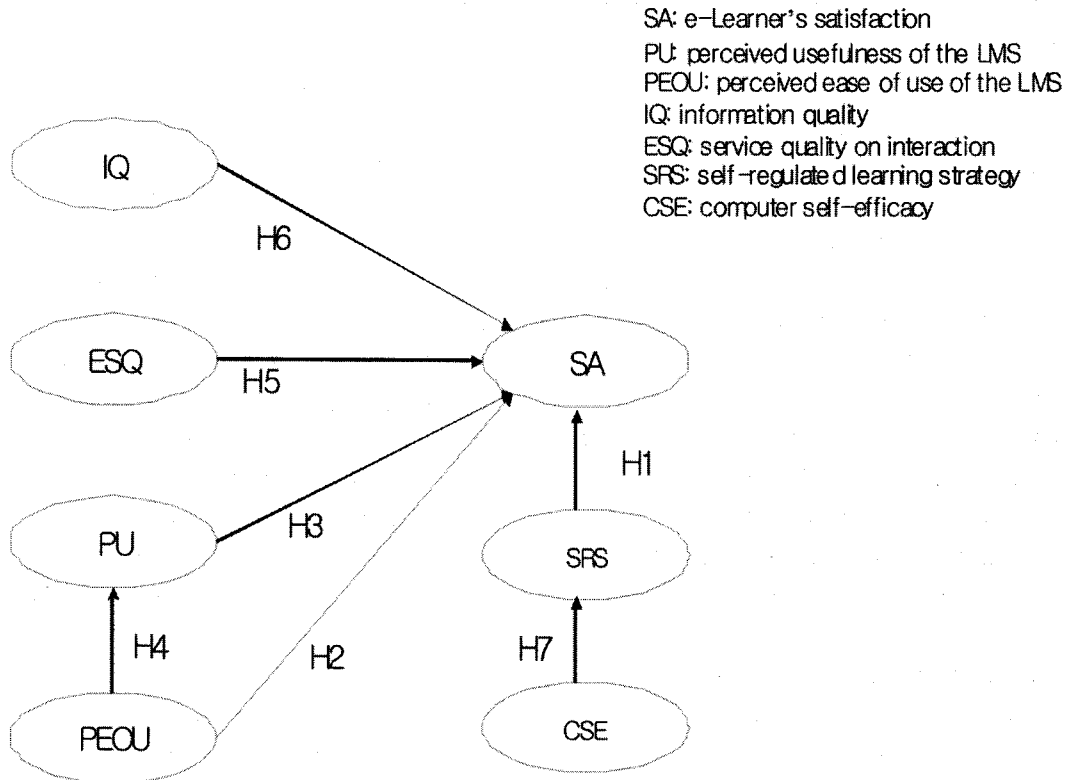 SA: e-Learner's satisfaction
PU: perceived usefulness of the LMS
PEOU: perceived ease of use of the LMS
IQ: information quality
ESQ: service quality on interaction
SRS: self-regulated learning strategy
CSE: computer self-efficacy
IQ
H6
ESQ
H5
SA
H1
PU
H3
SRS
H4
H2
H7
PEOU
CSE